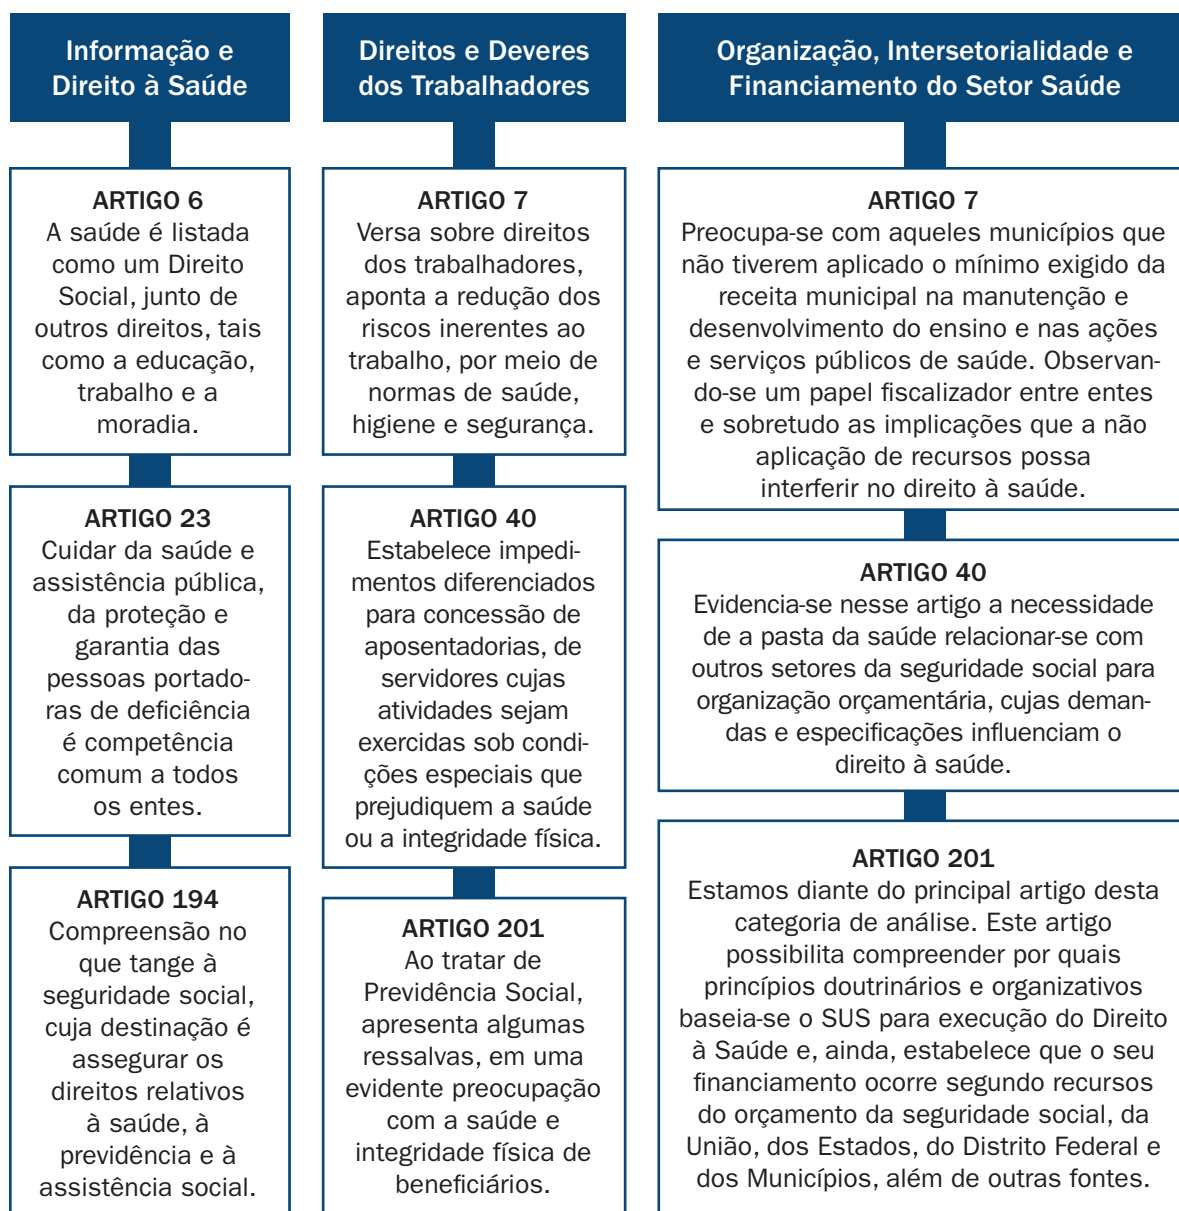 Informação e
Direito à Saúde
ARTIGO 6
A saúde é listada
como um Direito
Social, junto de
outros direitos, tais
como a educação,
trabalho e a
moradia.
ARTIGO 23
Cuidar da saúde e
assistência pública,
da proteção e
garantia das
pessoas portado-
ras de deficiência
é competência
comum a todos
os entes.
ARTIGO 194
Compreensão no
que tange à
seguridade social,
cuja destinação é
assegurar os
direitos relativos
à saúde, à
previdência e à
assistência social.
Direitos e Deveres
dos Trabalhadores
ARTIGO 7
Versa sobre direitos
dos trabalhadores,
aponta a redução dos
riscos inerentes ao
trabalho, por meio de
normas de saúde,
higiene e segurança.
ARTIGO 40
Estabelece impedi-
mentos diferenciados
para concessão de
aposentadorias, de
servidores cujas
atividades sejam
exercidas sob condi-
ções especiais que
prejudiquem a saúde
ou a integridade física.
ARTIGO 201
Ao tratar de
Previdência Social,
apresenta algumas
ressalvas, em uma
evidente preocupação
com a saúde e
integridade física de
beneficiários.
Organização, Intersetorialidade e
Financiamento do Setor Saúde
ARTIGO 7
Preocupa-se com aqueles municípios que
não tiverem aplicado o mínimo exigido da
receita municipal na manutenção e
desenvolvimento do ensino e nas ações
e serviços públicos de saúde. Observan-
do-se um papel fiscalizador entre entes
e sobretudo as implicações que a não
aplicação de recursos possa
interferir no direito à saúde.
ARTIGO 40
Evidencia-se nesse artigo a necessidade
de a pasta da saúde relacionar-se com
outros setores da seguridade social para
organização orçamentária, cujas deman-
das e especificações influenciam o
direito à saúde.
ARTIGO 201
Estamos diante do principal artigo desta
categoria de análise. Este artigo
possibilita compreender por quais
princípios doutrinários e organizativos
baseia-se o SUS para execução do Direito
à Saúde e, ainda, estabelece que o seu
financiamento ocorre segundo recursos
do orçamento da seguridade social, da
União, dos Estados, do Distrito Federal e
dos Municípios, além de outras fontes.